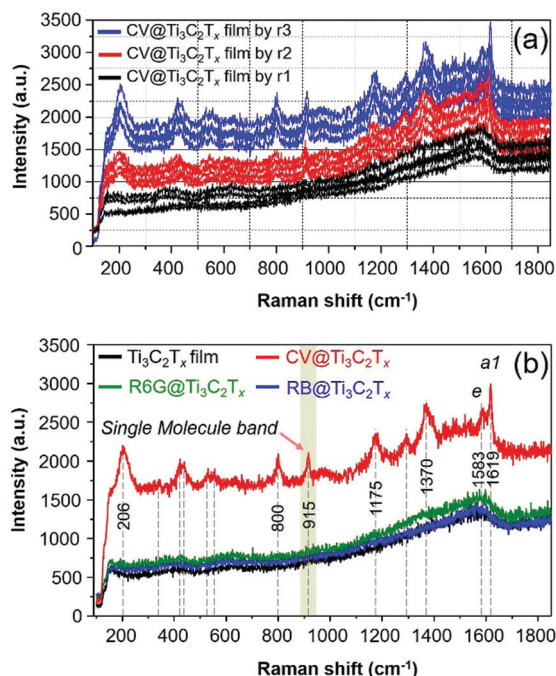 3500
3000
2500
2000
1500
1000
500
0
Intensity (a.u.)
CV@Ti₃C₂Tₓ film by r3
CV@Ti₃C₂Tₓ film by r2
CV@Ti₃C₂Tₓ film by r1
(a)
200 400 600 800 1000 1200 1400 1600 1800
Raman shift (cm⁻¹)
3500
3000
2500
2000
1500
1000
500
0
Intensity (a.u.)
Ti₃C₂Tₓ film CV@Ti₃C₂Tₓ (b)
R6G@Ti₃C₂Tₓ RB@Ti₃C₂Tₓ a1
e
Single Molecule band
206
800
915
1175
1370
1583
1619
200 400 600 800 1000 1200 1400 1600 1800
Raman shift (cm⁻¹)